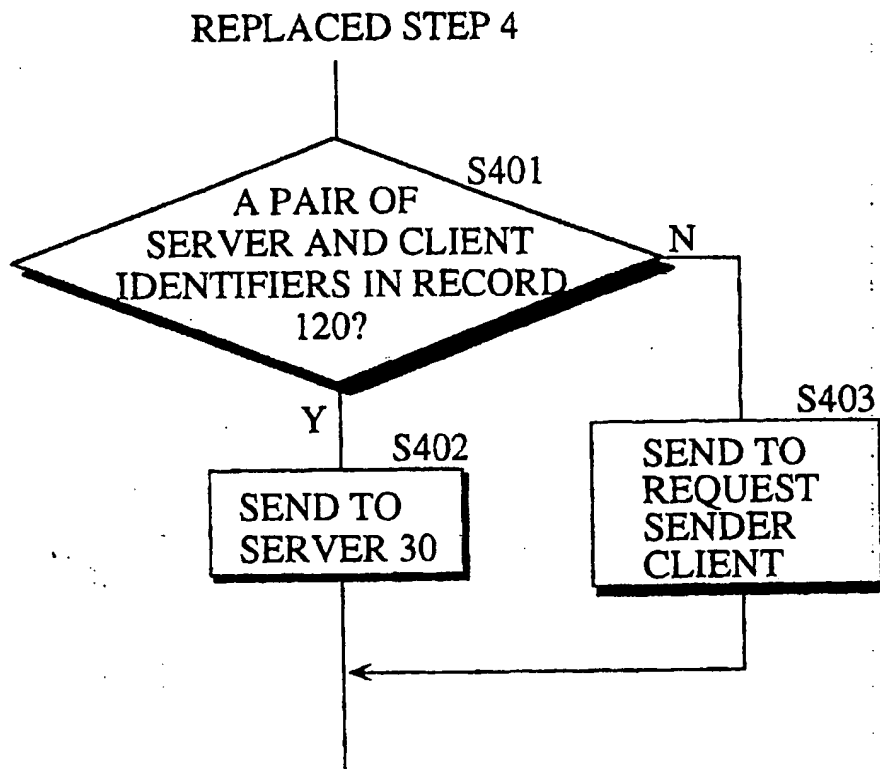 REPLACED STEP 4
S401
A PAIR OF
SERVER AND CLIENT
IDENTIFIERS IN RECORD
120?
N
Y
S402
SEND TO
SERVER 30
S403
SEND TO
REQUEST
SENDER
CLIENT